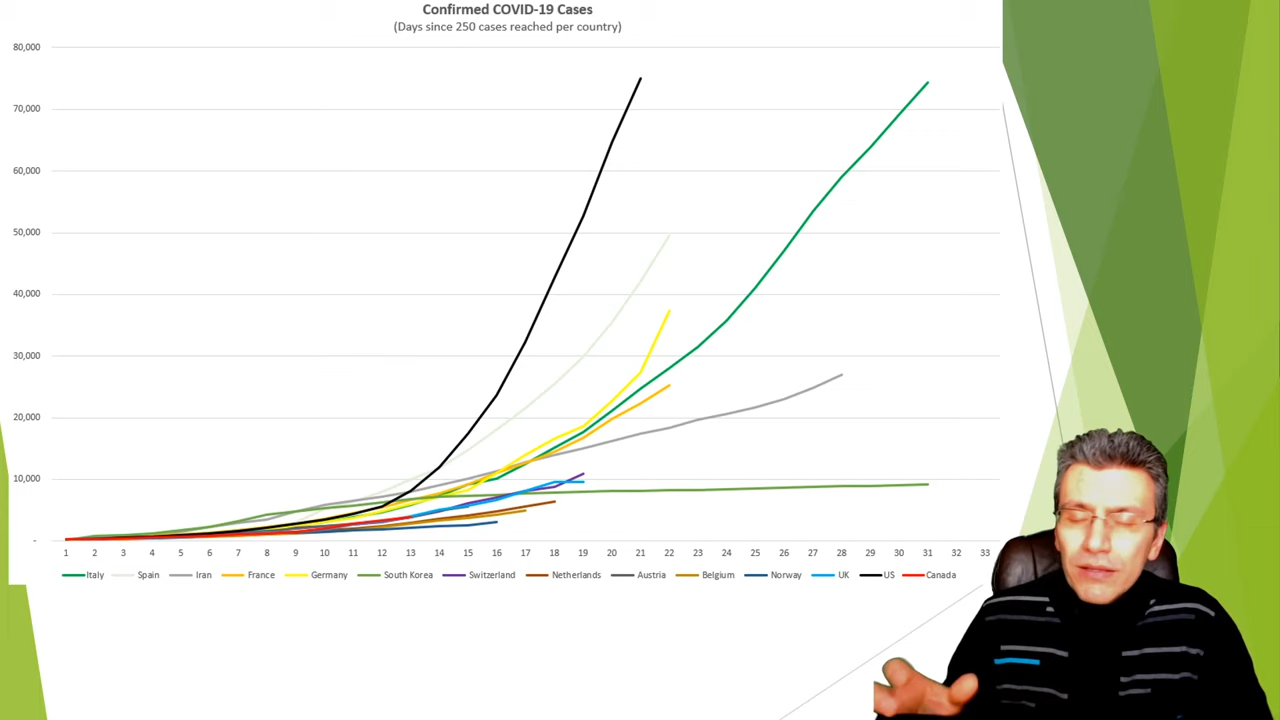 Confirmed COVID-19 Cases
(Days since 250 cases reached per country)
80,000
70,000
60,000
50,000
40,000
30,000
20,000
10,000
-
1 2 3 4 5 6 7 8 9 10 11 12 13 14 15 16 17 18 19 20 21 22 23 24 25 26 27 28 29 30 31 32 33
Italy Spain Iran France Germany South Korea Switzerland Netherlands Austria Belgium Norway UK US Canada